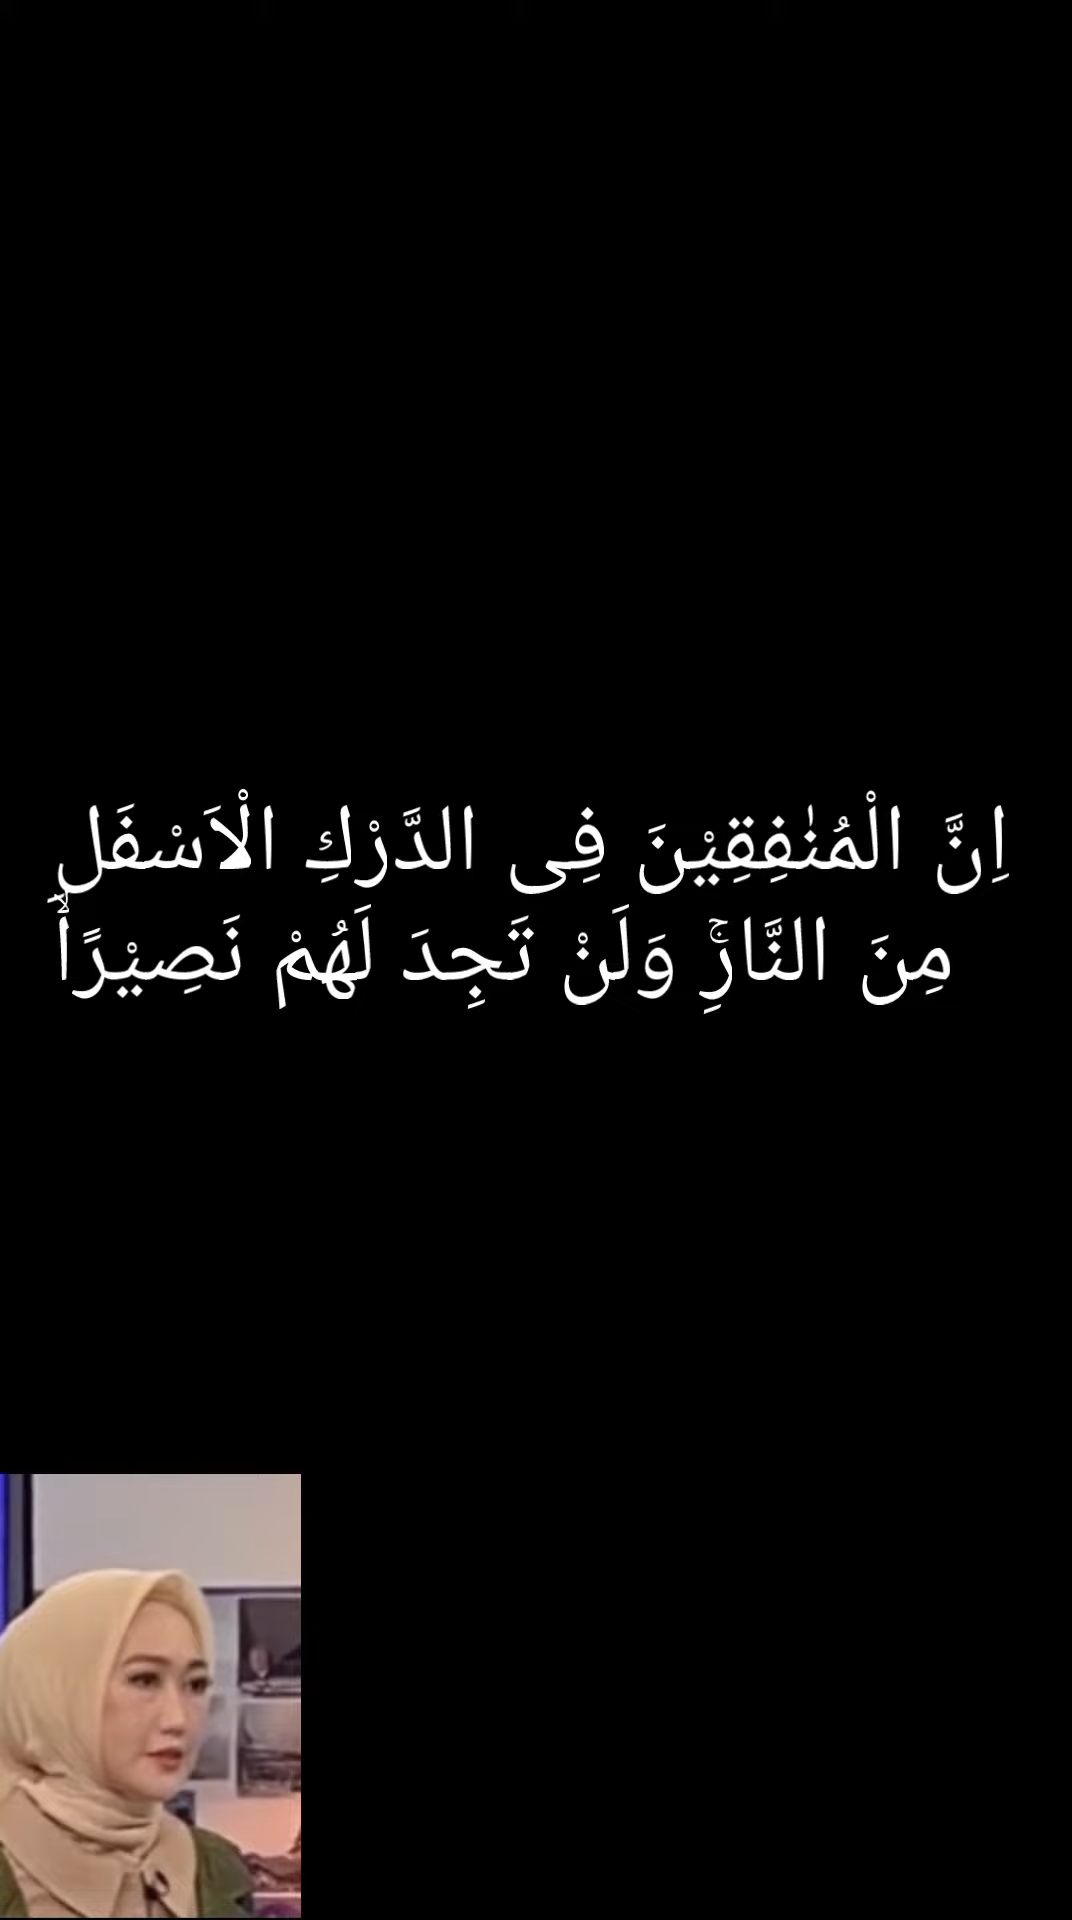 اِنَّ الْمُنٰفِقِيْنَ فِى الدَّرْكِ الْاَسْفَلِ
مِنَ النَّارِۚ وَلَنْ تَجِدَ لَهُمْ نَصِيْرًاۙ